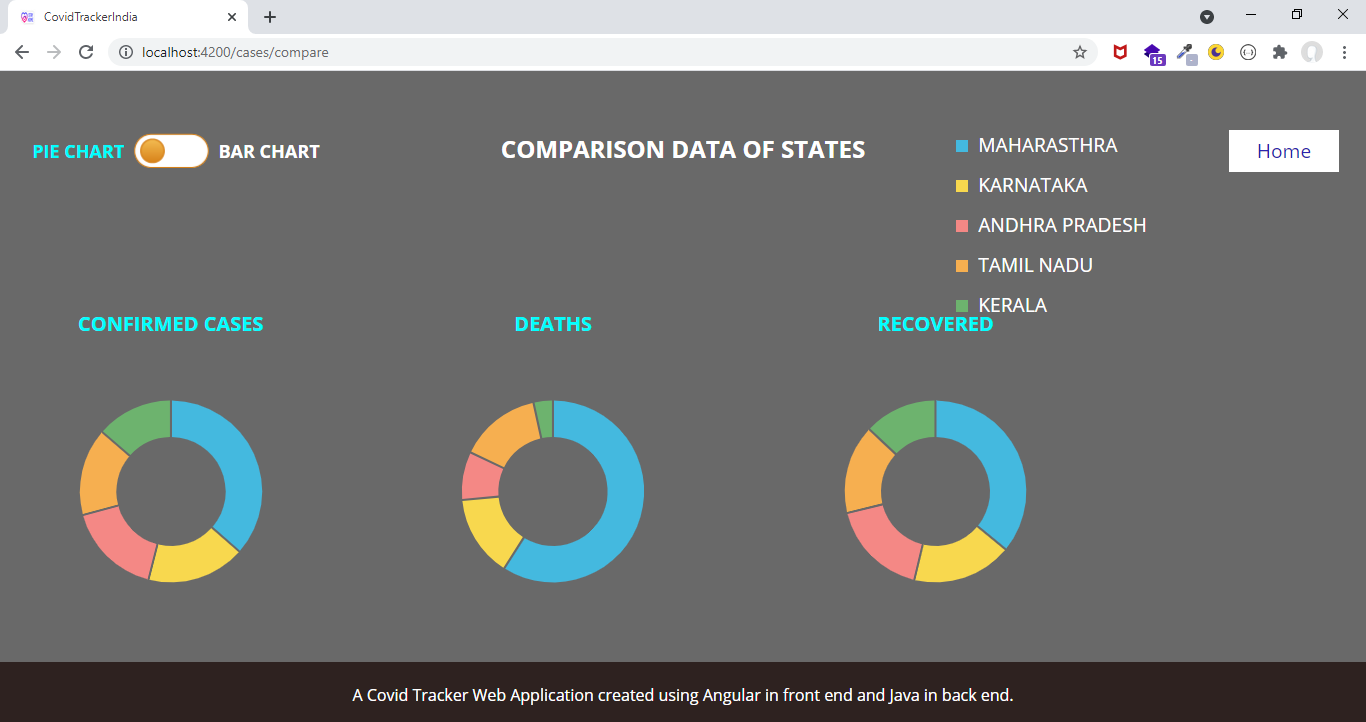 CovidTrackerIndia
localhost:4200/cases/compare
15
PIE CHART
BAR CHART
COMPARISON DATA OF STATES
MAHARASTHRA
KARNATAKA
ANDHRA PRADESH
TAMIL NADU
KERALA
Home
CONFIRMED CASES
DEATHS
RECOVERED
A Covid Tracker Web Application created using Angular in front end and Java in back end.